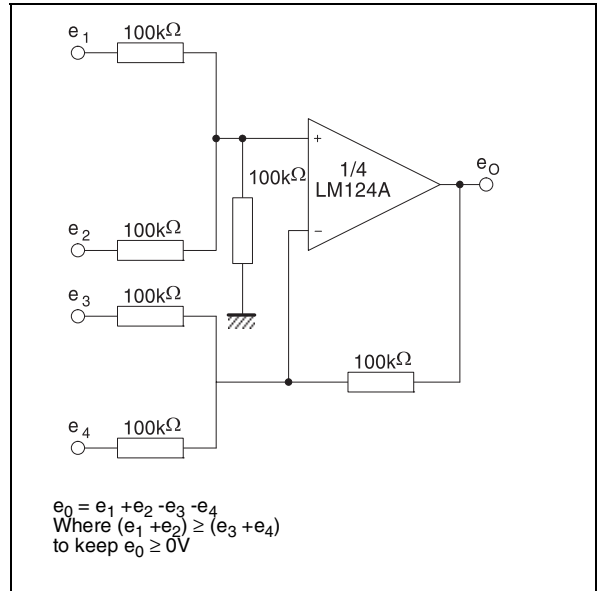 e1
100kΩ
100kΩ
1/4
LM124A
+
-
eO
e2
100kΩ
e3
100kΩ
100kΩ
e4
100kΩ
e0 = e1 +e2 -e3 -e4
Where (e1 +e2) ≥ (e3 +e4)
to keep e0 ≥ 0V